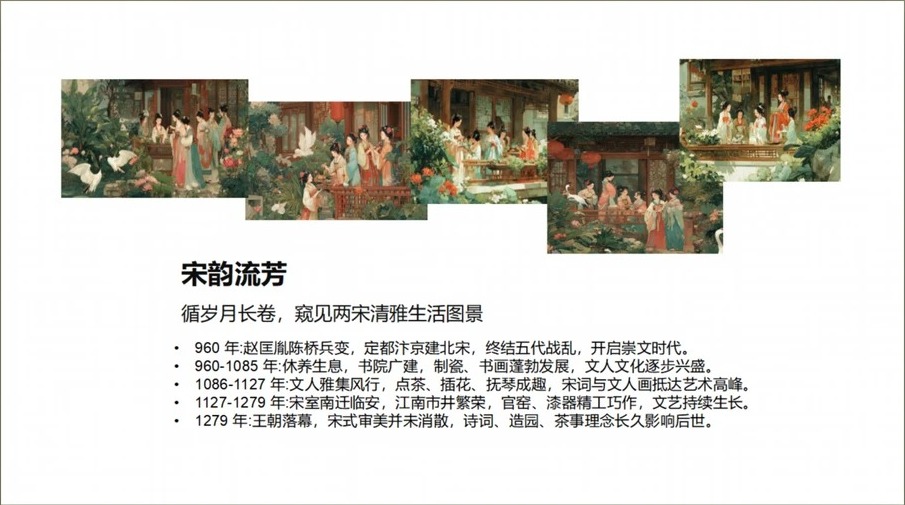 宋韵流芳
循岁月长卷，窥见两宋清雅生活图景
• 960 年:赵匡胤陈桥兵变，定都汴京建北宋，终结五代战乱，开启崇文时代。
• 960-1085 年:休养生息，书院广建，制瓷、书画蓬勃发展，文人文化逐步兴盛。
• 1086-1127 年:文人雅集风行，点茶、插花、抚琴成趣，宋词与文人画抵达艺术高峰。
• 1127-1279 年:宋室南迁临安，江南市井繁荣，官窑、漆器精工巧作，文艺持续生长。
• 1279 年:王朝落幕，宋式审美并未消散，诗词、造园、茶事理念长久影响后世。